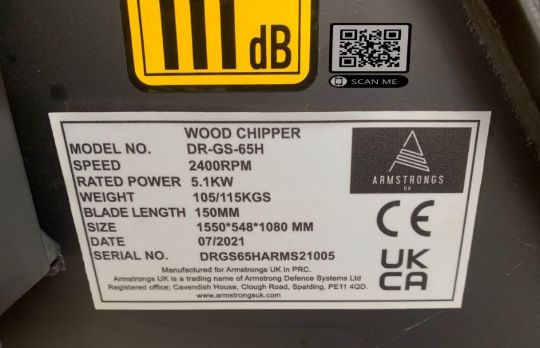 dB
SCAN ME
WOOD CHIPPER
MODEL NO. DR-GS-65H
SPEED 2400RPM
RATED POWER 5.1KW
WEIGHT 105/115KGS
BLADE LENGTH 150MM
SIZE 1550*548*1080 MM
DATE 07/2021
SERIAL NO. DRGS65HARMS21005
ARMSTRONGS
UK
CE
UK
CA
Manufactured for Armstrongs UK in PRC.
Armstrongs UK is a trading name of Armstrong Defence Systems Ltd
Registered office; Cavendish House, Clough Road, Spalding, PE11 4QD.
www.armstrongsuk.com